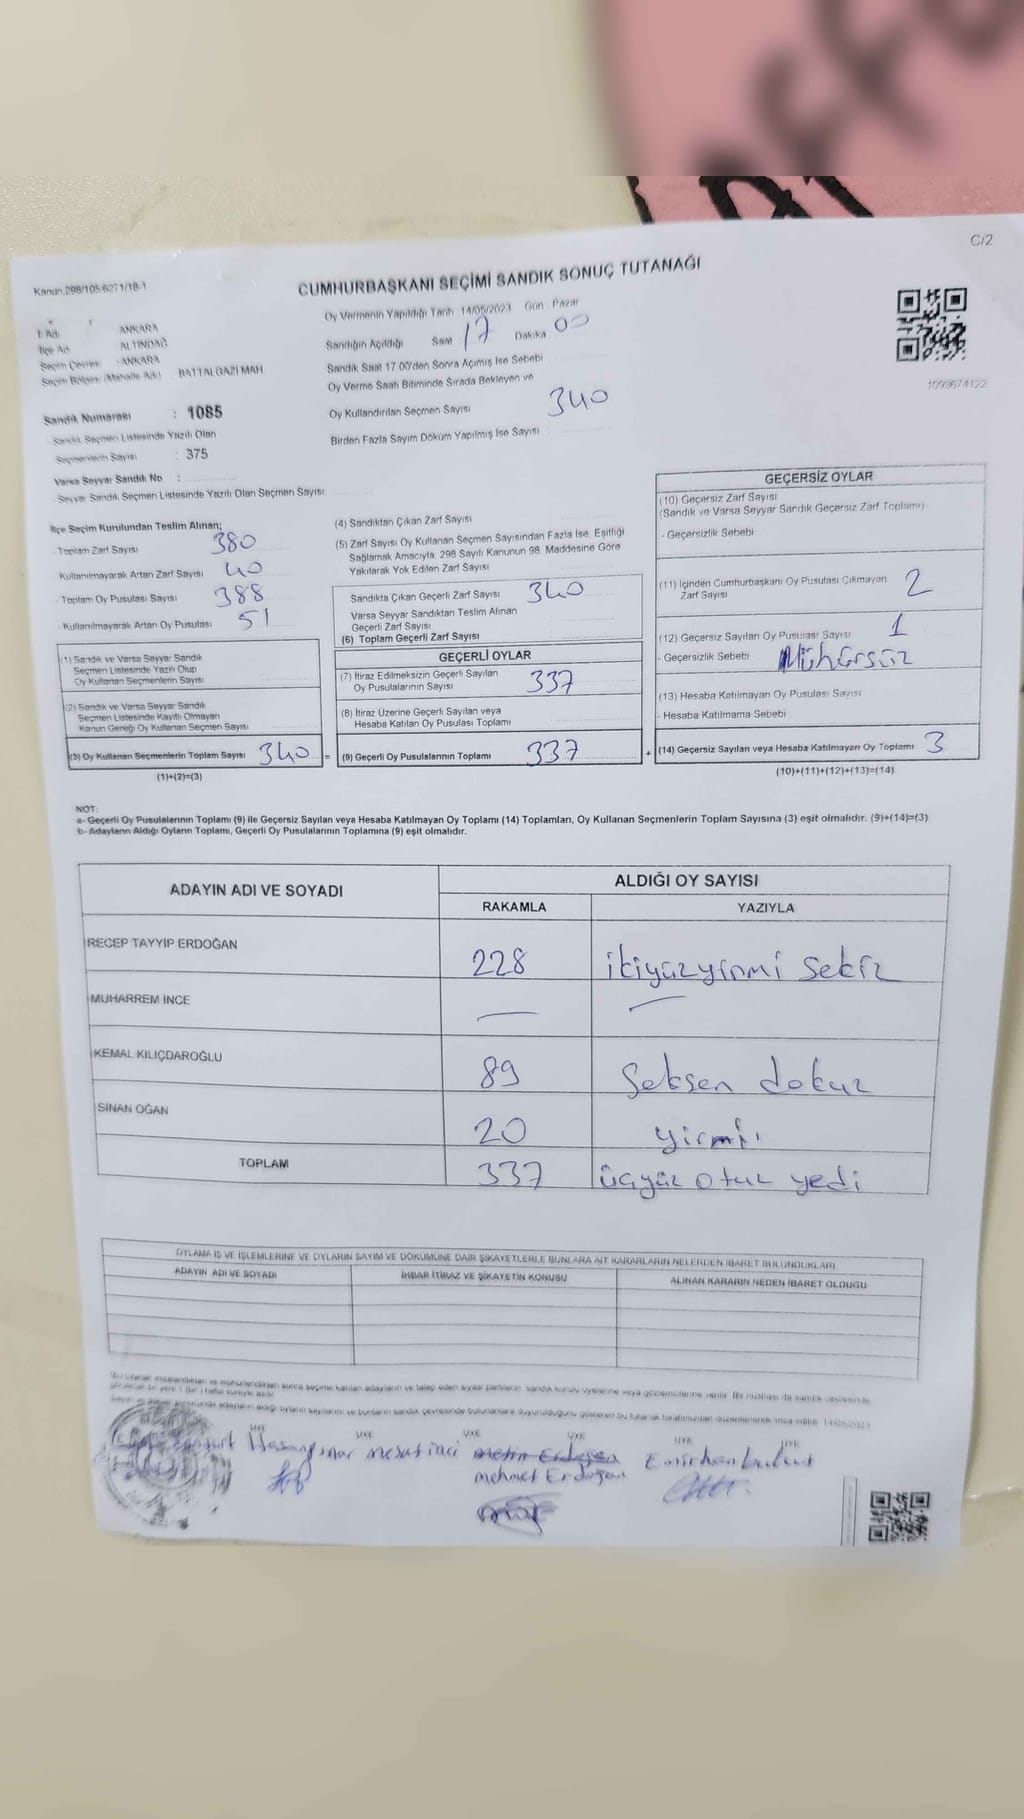 C/2
Kanun 298/105/6271/18-1
CUMHURBAŞKANI SEÇİMİ SANDIK SONUÇ TUTANAĞI
İl Adı ANKARA
İlçe Adı ALTINDAĞ
Seçim Çevresi : ANKARA
Seçim Bölgesi (Mahalle Adı) BATTALGAZİ MAH
Sandık Numarası : 1085
Sandık Seçmen Listesinde Yazılı Olan
Seçmenlerin Sayısı : 375
Varsa Seyyar Sandık No :
Seyyar Sandık Seçmen Listesinde Yazılı Olan Seçmen Sayısı:
Oy Vermenin Yapıldığı Tarih 14/05/2023 Gün Pazar
Sandığın Açıldığı Saat 17 Dakika 00
Sandık Saat 17.00'den Sonra Açımış İse Sebebi
Oy Verme Saati Bitiminde Sırada Bekleyen ve
Oy Kullandırılan Seçmen Sayısı 340
Birden Fazla Sayım Döküm Yapılmış İse Sayısı :
1093674122
İlçe Seçim Kurulundan Teslim Alınan;
- Toplam Zarf Sayısı 380
Kullanılmayarak Artan Zarf Sayısı 40
- Toplam Oy Pusulası Sayısı 388
- Kullanılmayarak Artan Oy Pusulası 51
(1) Sandık ve Varsa Seyyar Sandık
Seçmen Listesinde Yazılı Olup
Oy Kullanan Seçmenlerin Sayısı
(2) Sandık ve Varsa Seyyar Sandık
Seçmen Listesinde Kayıtlı Olmayan
Kanun Gereği Oy Kullanan Seçmen Sayısı
(3) Oy Kullanan Seçmenlerin Toplam Sayısı 340 =
(1)+(2)=(3)
(4) Sandıktan Çıkan Zarf Sayısı
(5) Zarf Sayısı Oy Kullanan Seçmen Sayısından Fazla İse, Eşitliği
Sağlamak Amacıyla; 298 Sayılı Kanunun 98. Maddesine Göre
Yakılarak Yok Edilen Zarf Sayısı
Sandıkta Çıkan Geçerli Zarf Sayısı 340
Varsa Seyyar Sandıktan Teslim Alınan
Geçerli Zarf Sayısı
(6) Toplam Geçerli Zarf Sayısı
GEÇERLİ OYLAR
(7) İtiraz Edilmeksizin Geçerli Sayılan
Oy Pusulalarının Sayısı 337
(8) İtiraz Üzerine Geçerli Sayılan veya
Hesaba Katılan Oy Pusulası Toplamı
(9) Geçerli Oy Pusulalarının Toplamı 337 +
GEÇERSİZ OYLAR
(10) Geçersiz Zarf Sayısı
(Sandık ve Varsa Seyyar Sandık Geçersiz Zarf Toplamı)
- Geçersizlik Sebebi
(11) İçinden Cumhurbaşkanı Oy Pusulası Çıkmayan
Zarf Sayısı 2
(12) Geçersiz Sayılan Oy Pusulası Sayısı 1
- Geçersizlik Sebebi Mühürsüz
(13) Hesaba Katılmayan Oy Pusulası Sayısı
- Hesaba Katılmama Sebebi
(14) Geçersiz Sayılan veya Hesaba Katılmayan Oy Toplamı 3
(10)+(11)+(12)+(13)=(14)
NOT:
a- Geçerli Oy Pusulalarının Toplamı (9) ile Geçersiz Sayılan veya Hesaba Katılmayan Oy Toplamı (14) Toplamları, Oy Kullanan Seçmenlerin Toplam Sayısına (3) eşit olmalıdır. (9)+(14)=(3)
b- Adayların Aldığı Oyların Toplamı, Geçerli Oy Pusulalarının Toplamına (9) eşit olmalıdır.
ADAYIN ADI VE SOYADI ALDIĞI OY SAYISI
RAKAMLA YAZIYLA
RECEP TAYYİP ERDOĞAN 228 ikiyüzyirmi sekiz
MUHARREM İNCE — —
KEMAL KILIÇDAROĞLU 89 Seksen dokuz
SİNAN OĞAN 20 yirmi
TOPLAM 337 üçyüz otuz yedi
OYLAMA İŞ VE İŞLEMLERİNE VE OYLARIN SAYIM VE DÖKÜMÜNE DAİR ŞİKAYETLERLE BUNLARA AİT KARARLARIN NELERDEN İBARET BULUNDUKLARI
ADAYIN ADI VE SOYADI İHBAR İTİRAZ VE ŞİKAYETİN KONUSU ALINAN KARARIN NEDEN İBARET OLDUĞU
ÜYE ÜYE ÜYE ÜYE ÜYE ÜYE
mehmet Erdoğan